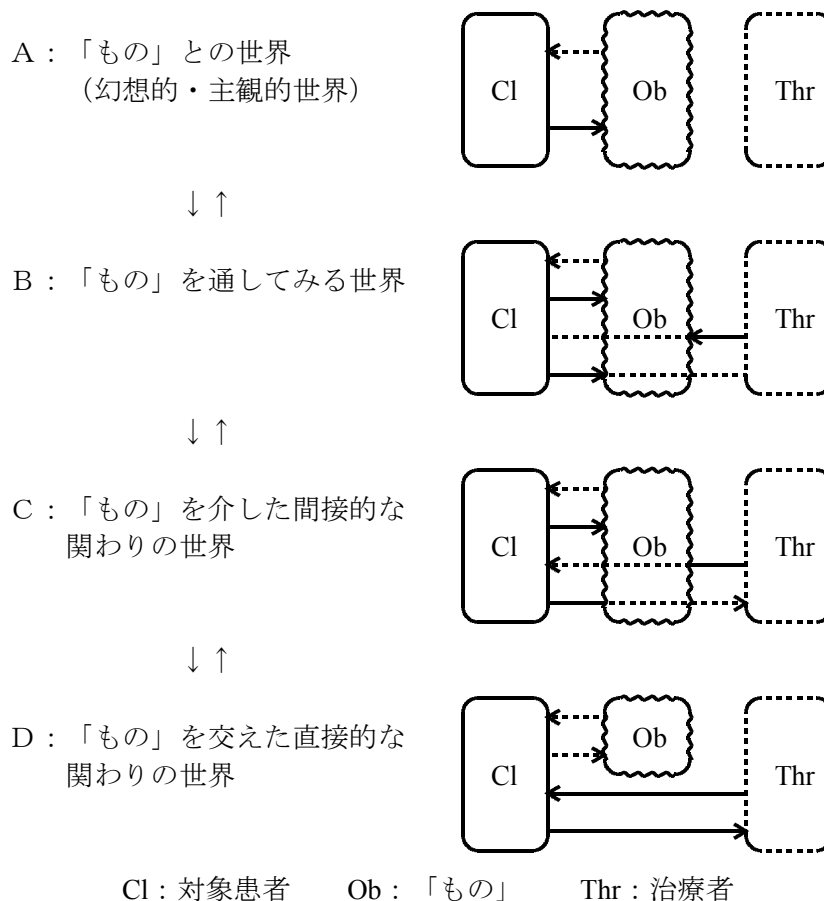 A:「もの」との世界
(幻想的・主観的世界)
Cl Ob Thr
↓↑
B:「もの」を通してみる世界
Cl Ob Thr
↓↑
C:「もの」を介した間接的な
関わりの世界
Cl Ob Thr
↓↑
D:「もの」を交えた直接的な
関わりの世界
Cl Ob Thr
Cl:対象患者 Ob:「もの」 Thr:治療者